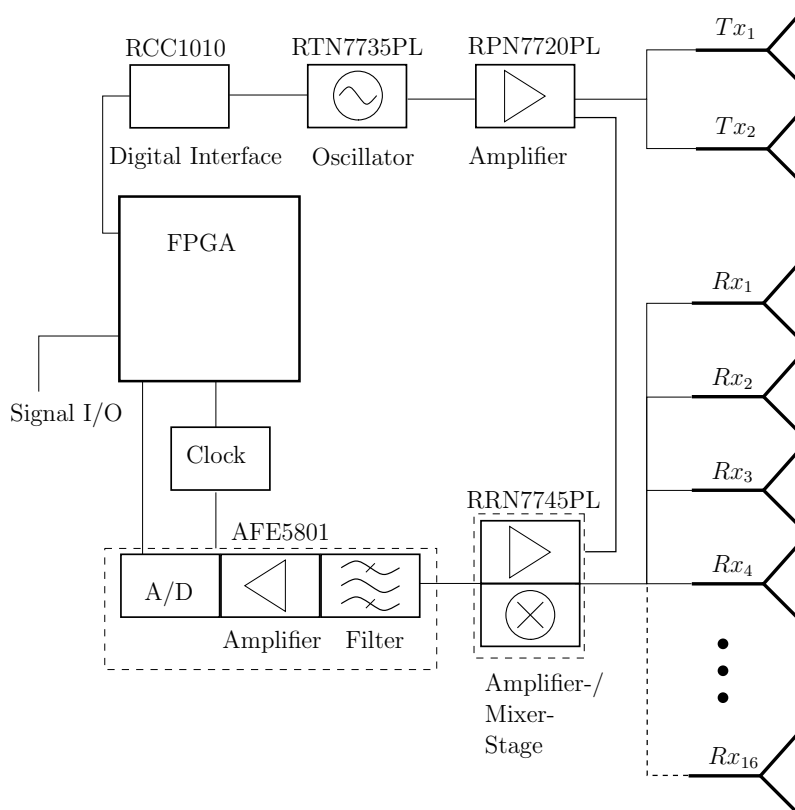 RCC1010
RTN7735PL
RPN7720PL
Tx1
Tx2
Digital Interface
Oscillator
Amplifier
FPGA
Rx1
Rx2
Signal I/O
Clock
Rx3
RRN7745PL
AFE5801
Rx4
A/D
Amplifier
Filter
Amplifier-/
Mixer-
Stage
Rx16